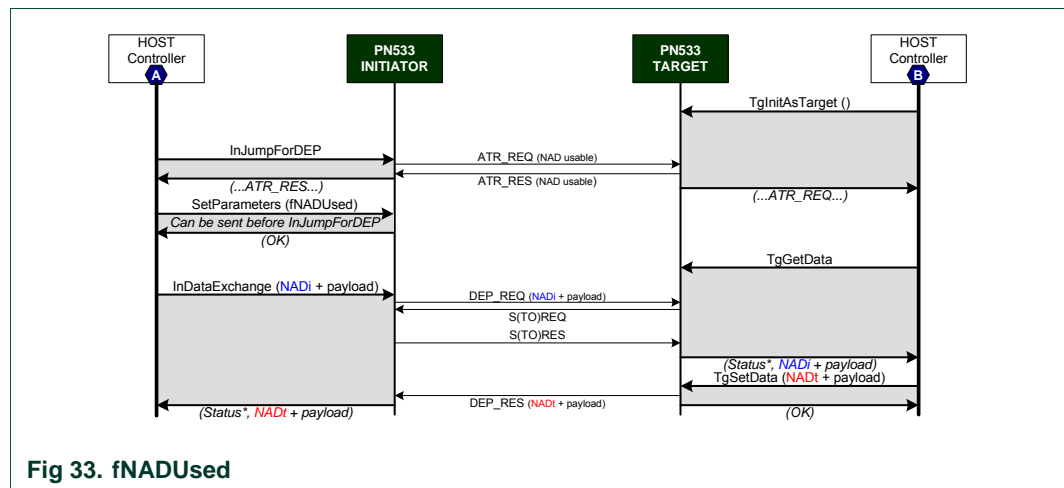 HOST
Controller
A
PN533
INITIATOR
PN533
TARGET
HOST
Controller
B
TgInitAsTarget ()
InJumpForDEP
ATR_REQ (NAD usable)
ATR_RES (NAD usable)
(...ATR_RES...)
(...ATR_REQ...)
SetParameters (fNADUsed)
Can be sent before InJumpForDEP
(OK)
TgGetData
InDataExchange (NADi + payload)
DEP_REQ (NADi + payload)
S(TO)REQ
S(TO)RES
(Status*, NADi + payload)
TgSetData (NADt + payload)
DEP_RES (NADt + payload)
(Status*, NADt + payload)
(OK)
Fig 33. fNADUsed